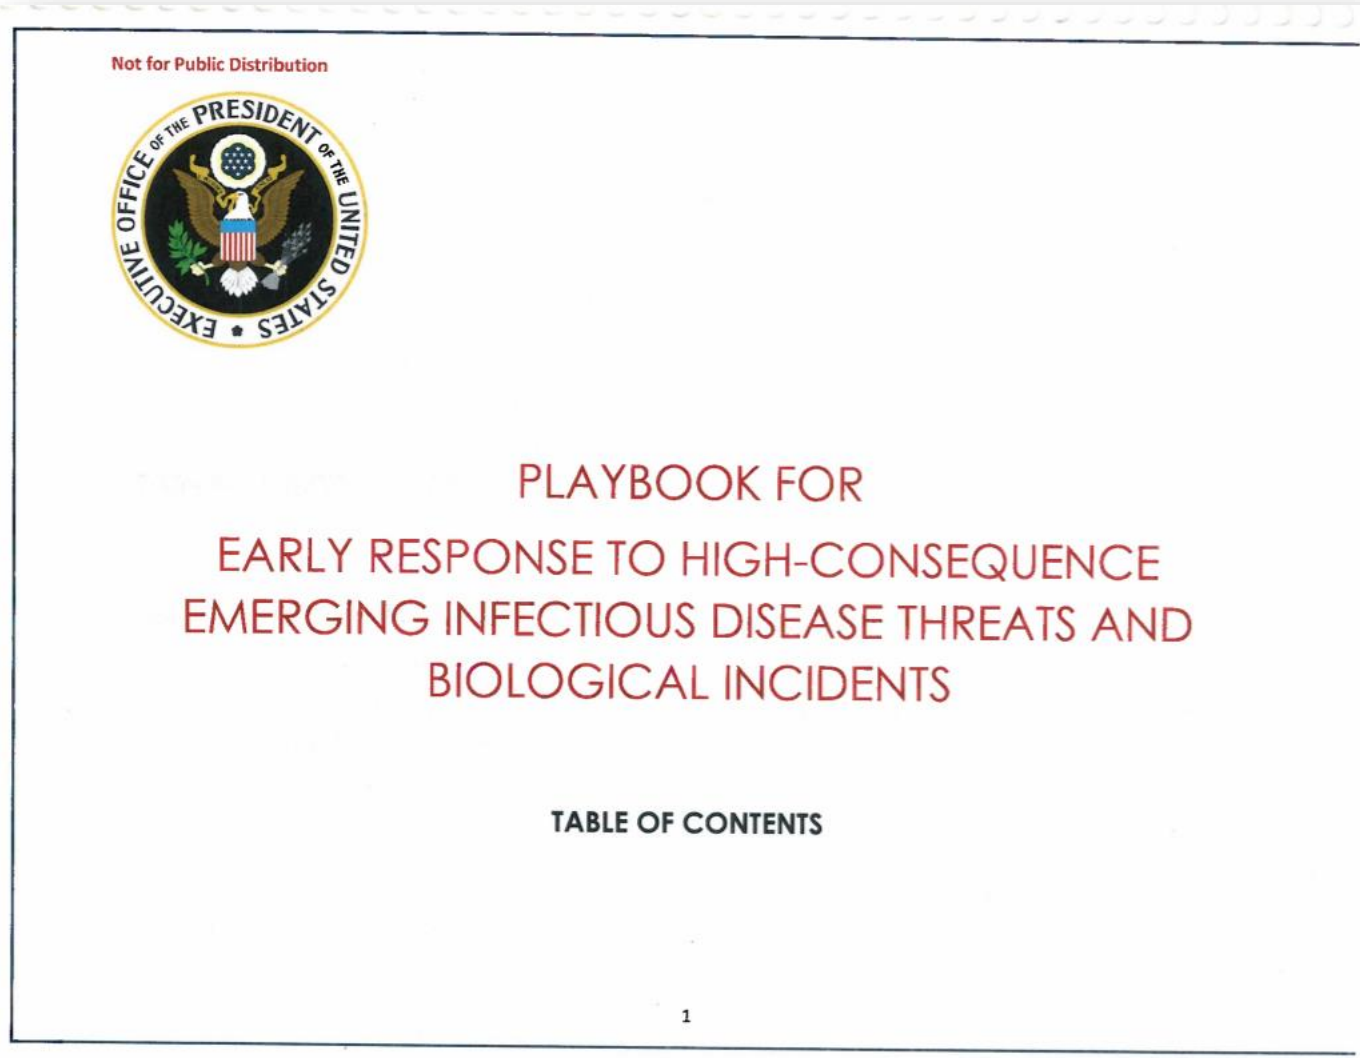 Not for Public Distribution
EXECUTIVE OFFICE OF THE PRESIDENT OF THE UNITED STATES
PLAYBOOK FOR
EARLY RESPONSE TO HIGH-CONSEQUENCE
EMERGING INFECTIOUS DISEASE THREATS AND
BIOLOGICAL INCIDENTS
TABLE OF CONTENTS
1